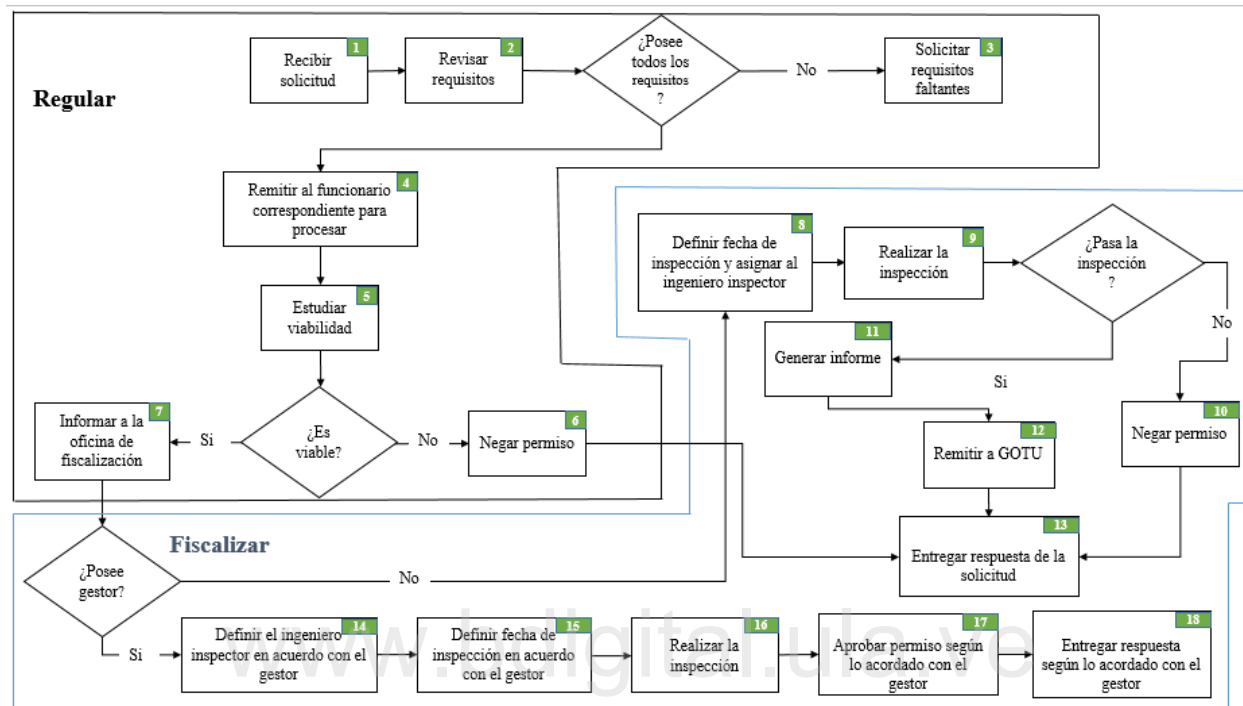 Regular
1
Recibir
solicitud
2
Revisar
requisitos
¿Posee
todos los
requisitos
?
No
3
Solicitar
requisitos
faltantes
4
Remitir al funcionario
correspondiente para
procesar
5
Estudiar
viabilidad
¿Es
viable?
No
6
Negar permiso
Si
7
Informar a la
oficina de
fiscalización
8
Definir fecha de
inspección y asignar al
ingeniero inspector
9
Realizar la
inspección
¿Pasa la
inspección
?
No
10
Negar permiso
Si
11
Generar informe
12
Remitir a GOTU
13
Entregar respuesta de la
solicitud
Fiscalizar
¿Posee
gestor?
No
Si
14
Definir el ingeniero
inspector en acuerdo con el
gestor
15
Definir fecha de
inspección en acuerdo
con el gestor
16
Realizar la
inspección
17
Aprobar permiso según
lo acordado con el
gestor
18
Entregar respuesta
según lo acordado con el
gestor
www.bdigital.ula.ve